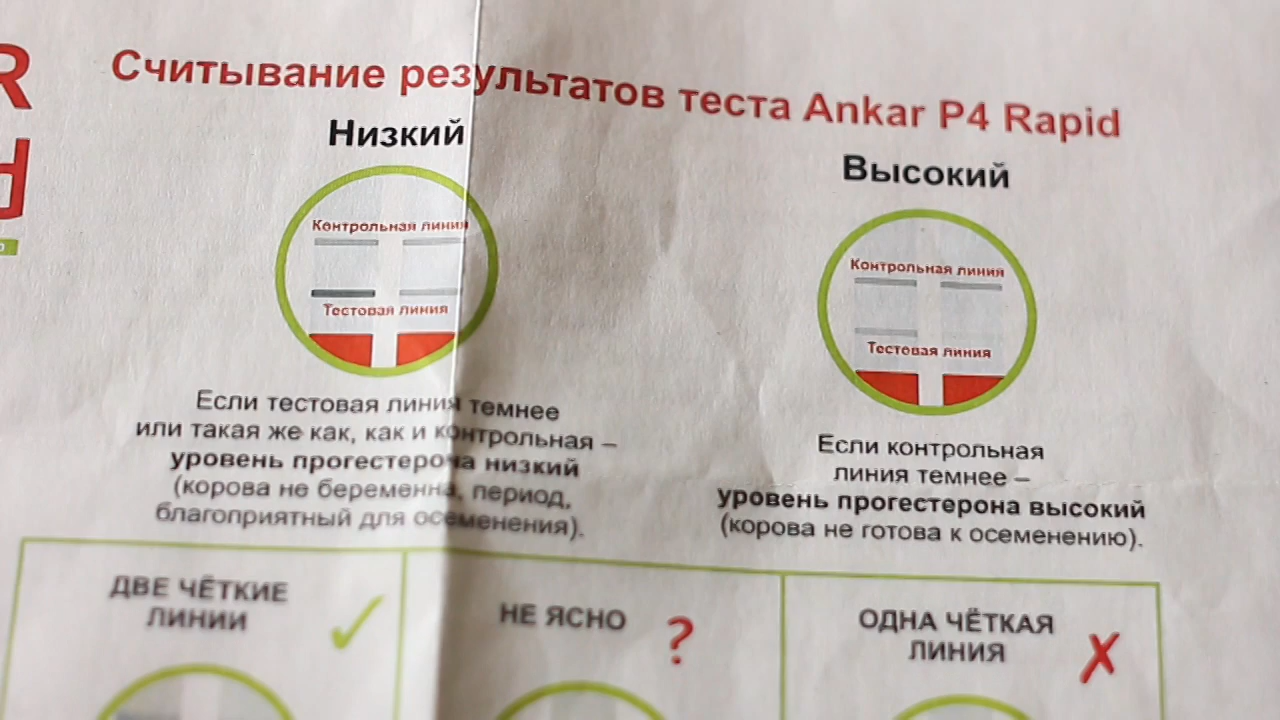 Считывание результатов теста Ankar P4 Rapid
Низкий
Контрольная линия
Тестовая линия
Если тестовая линия темнее
или такая же как, как и контрольная –
уровень прогестерона низкий
(корова не беременна, период,
благоприятный для осеменения).
Высокий
Контрольная линия
Тестовая линия
Если контрольная
линия темнее –
уровень прогестерона высокий
(корова не готова к осеменению).
ДВЕ ЧЁТКИЕ
ЛИНИИ
НЕ ЯСНО
?
ОДНА ЧЁТКАЯ
ЛИНИЯ